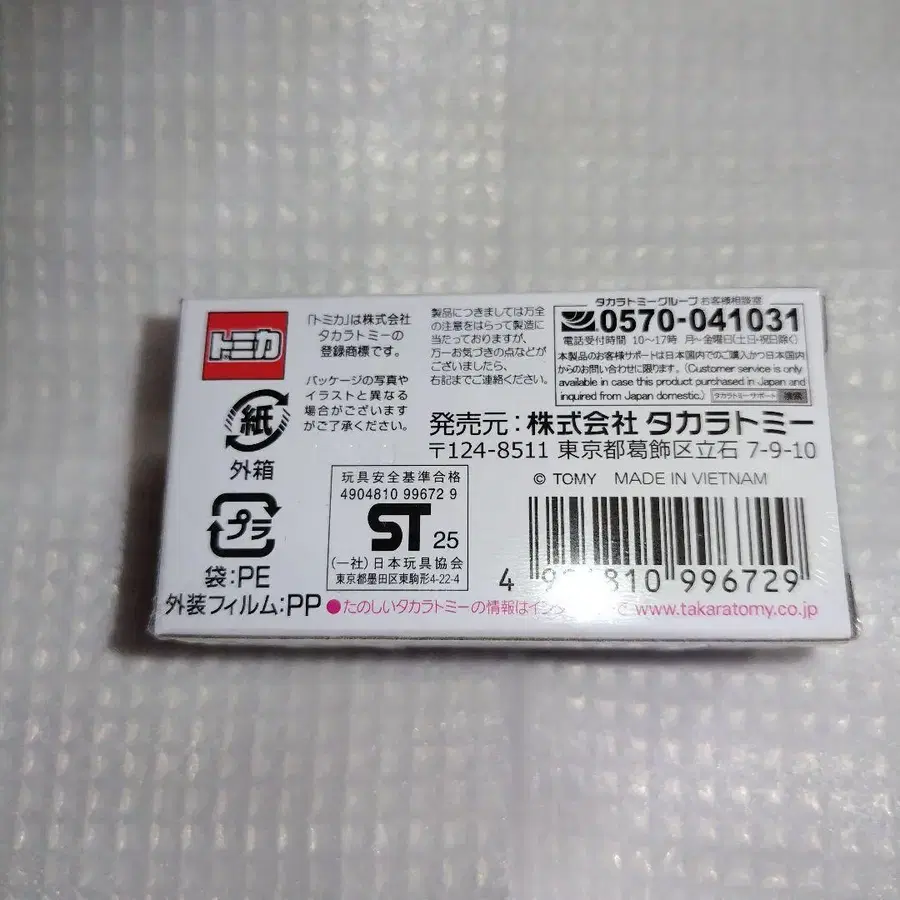 トミカ
「トミカ」は株式会社
タカラトミーの
登録商標です。
パッケージの写真や
イラストと異なる
場合がございます
がご了承ください。
製品につきましては万全
の注意をはらって製造に
当たっておりますが、
万一お気づきの点などが
ございましたら、
右記までご連絡ください。
タカラトミーグループ お客様相談室
0570-041031
電話受付時間 10〜17時 月〜金曜日(土日・祝日除く)
本製品のお客様サポートは日本国内でのご購入かつ日本国内
からのお問い合わせに限ります。(Customer service is only
available in case this product purchased in Japan and
inquired from Japan domestic.) タカラトミーサポート 検索
発売元:株式会社 タカラトミー
〒124-8511 東京都葛飾区立石 7-9-10
© TOMY MADE IN VIETNAM
紙
外箱
プラ
袋:PE
外装フィルム:PP
玩具安全基準合格
4904810 99672 9
ST 25
(一社)日本玩具協会
東京都墨田区東駒形4-22-4
4 904810 996729
●たのしいタカラトミーの情報はイン www.takaratomy.co.jp